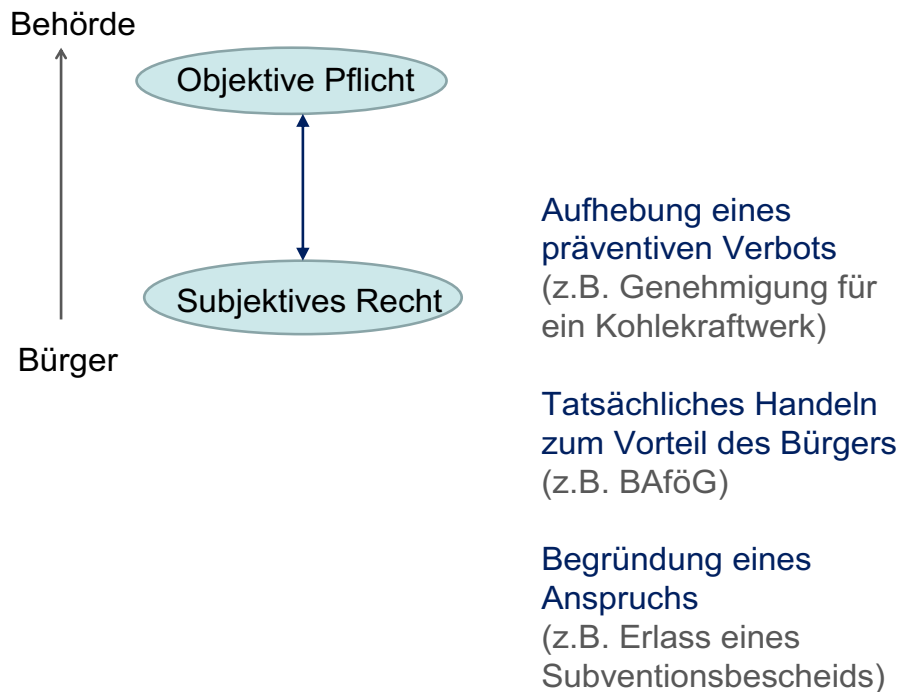 Behörde
Objektive Pflicht
Subjektives Recht
Bürger
Aufhebung eines
präventiven Verbots
(z.B. Genehmigung für
ein Kohlekraftwerk)
Tatsächliches Handeln
zum Vorteil des Bürgers
(z.B. BAföG)
Begründung eines
Anspruchs
(z.B. Erlass eines
Subventionsbescheids)